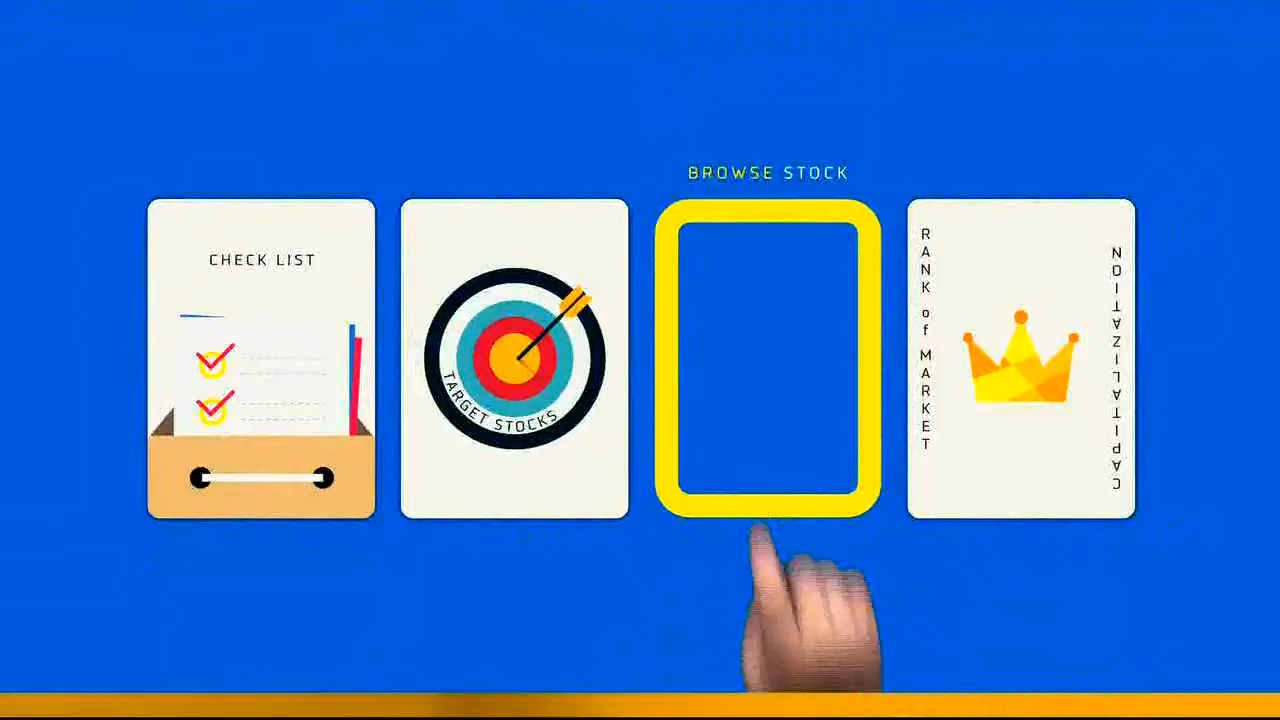 BROWSE STOCK
CHECK LIST
TARGET STOCKS
RANK of MARKET
CAPITALIZATION